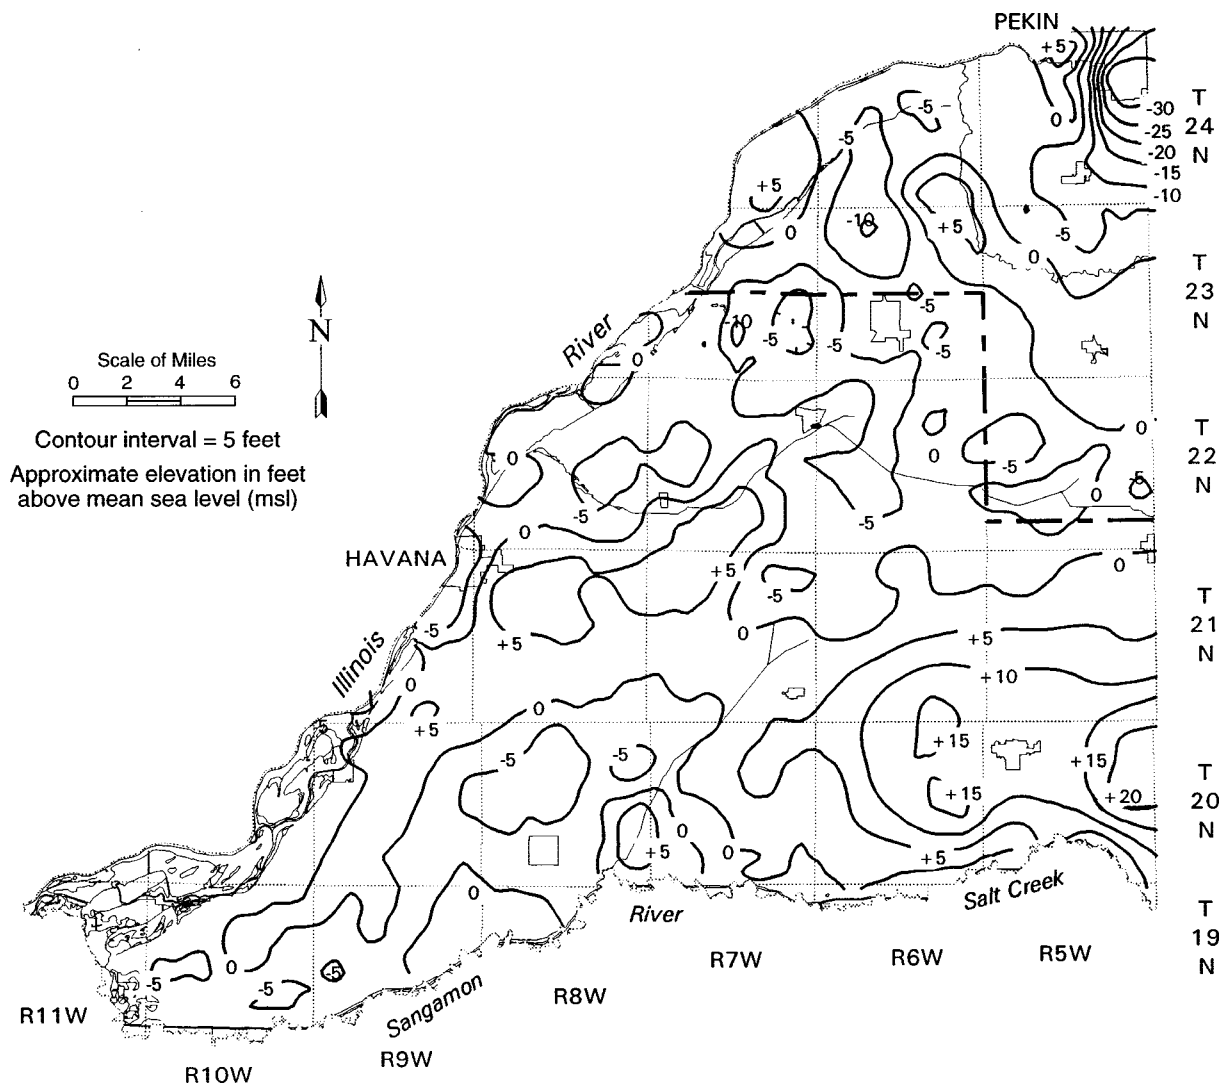 PEKIN
+5
T
24
N
-5
-5
0
-30
-25
-20
-15
-10
+5
-10
+5
-5
0
0
T
23
N
N
River
-10
-5
-5
-5
-5
0
Scale of Miles
0 2 4 6
Contour interval = 5 feet
Approximate elevation in feet
above mean sea level (msl)
0
T
22
N
0
0
-5
-5
0
-5
-5
0
HAVANA
+5
-5
0
T
21
N
-5
+5
0
+5
Illinois
0
+10
0
+5
-5
-5
+15
+15
T
20
N
+15
+20
0
+5
0
+5
0
River
Salt Creek
T
19
N
-5
0
-5
-5
R7W
R6W
R5W
R8W
Sangamon
R11W
R9W
R10W